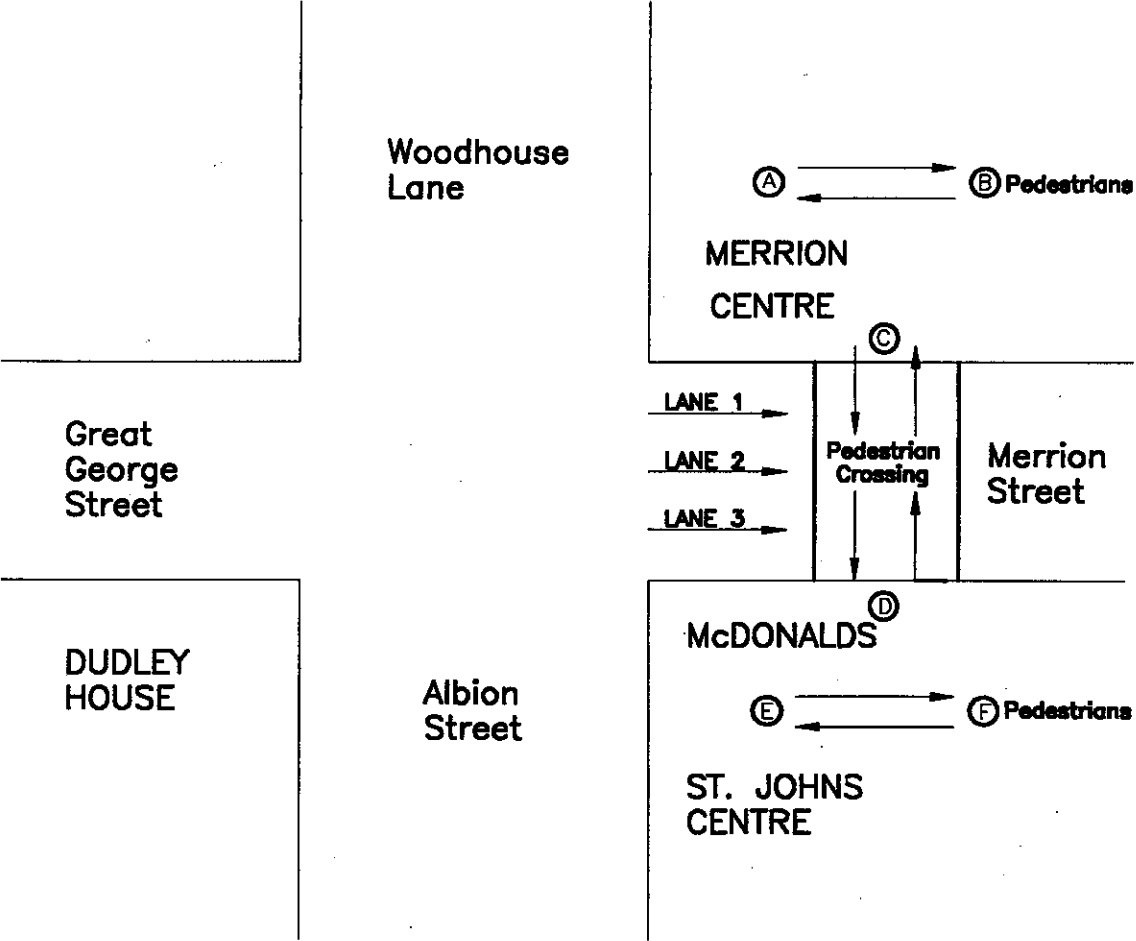 Woodhouse
Lane
A
B Pedestrians
MERRION
CENTRE
C
LANE 1
LANE 2
LANE 3
Great
George
Street
Pedestrian
Crossing
Merrion
Street
D
McDONALDS
DUDLEY
HOUSE
Albion
Street
E
F Pedestrians
ST. JOHNS
CENTRE